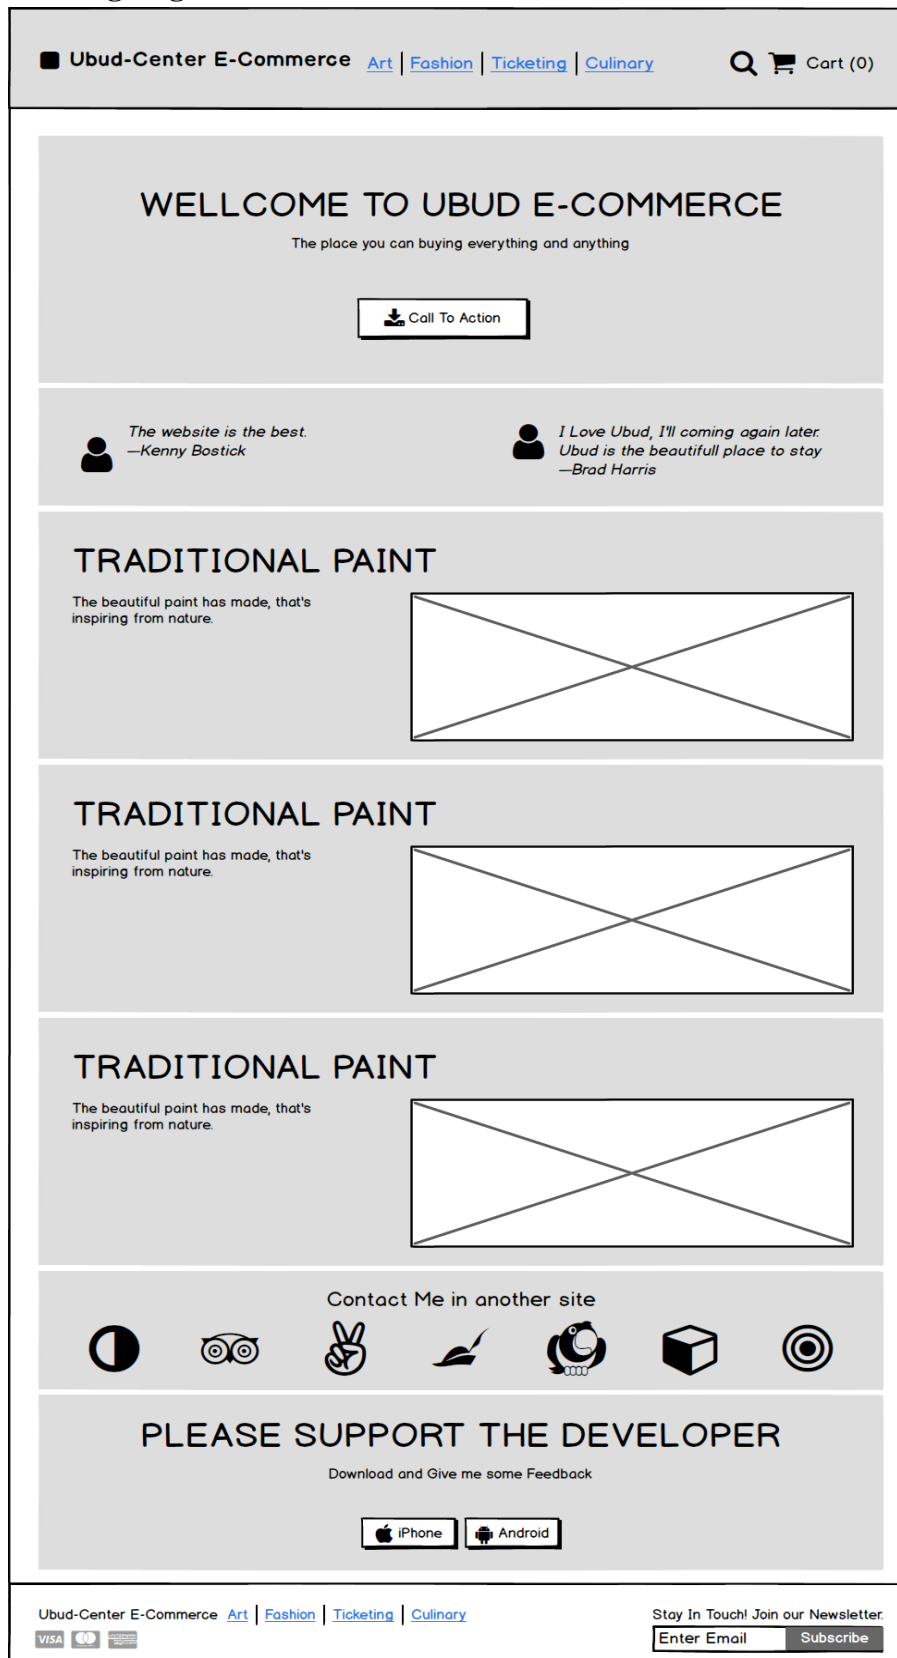 Ubud-Center E-Commerce Art Fashion Ticketing Culinary Cart (0)
WELLCOME TO UBUD E-COMMERCE
The place you can buying everything and anything
Call To Action
The website is the best.
—Kenny Bostick
I Love Ubud, I'll coming again later.
Ubud is the beautifull place to stay
—Brad Harris
TRADITIONAL PAINT
The beautiful paint has made, that's
inspiring from nature.
TRADITIONAL PAINT
The beautiful paint has made, that's
inspiring from nature.
TRADITIONAL PAINT
The beautiful paint has made, that's
inspiring from nature.
Contact Me in another site
PLEASE SUPPORT THE DEVELOPER
Download and Give me some Feedback
iPhone Android
Ubud-Center E-Commerce Art Fashion Ticketing Culinary
VISA
Stay In Touch! Join our Newsletter.
Enter Email Subscribe